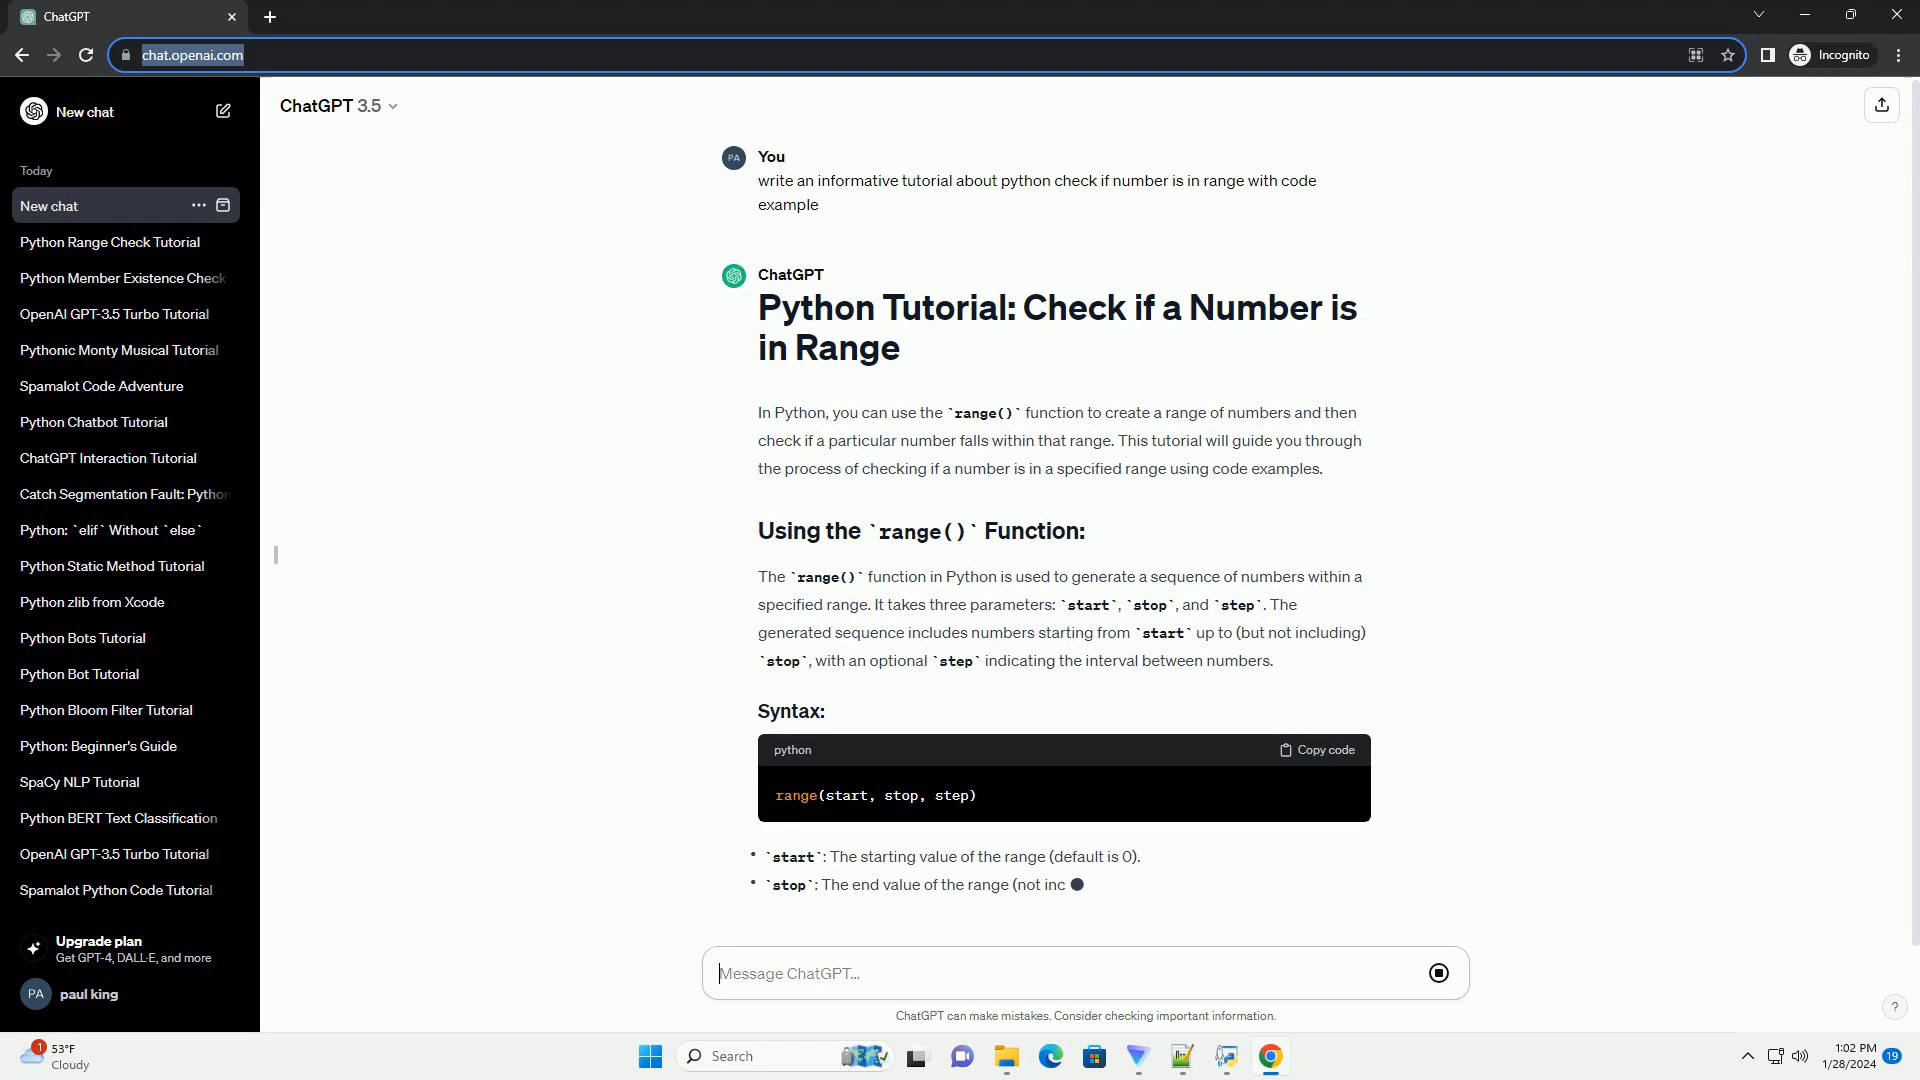 ChatGPT
chat.openai.com
Incognito
New chat
Today
New chat
Python Range Check Tutorial
Python Member Existence Check
OpenAI GPT-3.5 Turbo Tutorial
Pythonic Monty Musical Tutorial
Spamalot Code Adventure
Python Chatbot Tutorial
ChatGPT Interaction Tutorial
Catch Segmentation Fault: Python
Python: `elif` Without `else`
Python Static Method Tutorial
Python zlib from Xcode
Python Bots Tutorial
Python Bot Tutorial
Python Bloom Filter Tutorial
Python: Beginner's Guide
SpaCy NLP Tutorial
Python BERT Text Classification
OpenAI GPT-3.5 Turbo Tutorial
Spamalot Python Code Tutorial
Upgrade plan
Get GPT-4, DALL·E, and more
PA paul king
ChatGPT 3.5
PA You
write an informative tutorial about python check if number is in range with code
example
ChatGPT
Python Tutorial: Check if a Number is
in Range
In Python, you can use the `range()` function to create a range of numbers and then
check if a particular number falls within that range. This tutorial will guide you through
the process of checking if a number is in a specified range using code examples.
Using the `range()` Function:
The `range()` function in Python is used to generate a sequence of numbers within a
specified range. It takes three parameters: `start`, `stop`, and `step`. The
generated sequence includes numbers starting from `start` up to (but not including)
`stop`, with an optional `step` indicating the interval between numbers.
Syntax:
python Copy code
range(start, stop, step)
• `start`: The starting value of the range (default is 0).
• `stop`: The end value of the range (not inc
Message ChatGPT...
ChatGPT can make mistakes. Consider checking important information.
?
1
53°F
Cloudy
Search
1:02 PM
1/28/2024
19